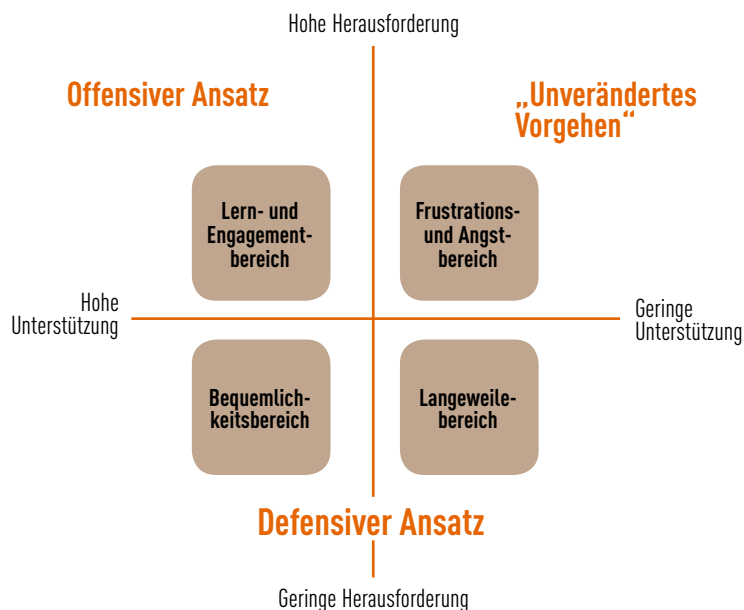 Hohe Herausforderung
Offensiver Ansatz
„Unverändertes
Vorgehen“
Lern- und
Engagement-
bereich
Frustrations-
und Angst-
bereich
Hohe
Unterstützung
Geringe
Unterstützung
Bequemlich-
keitsbereich
Langeweile-
bereich
Defensiver Ansatz
Geringe Herausforderung